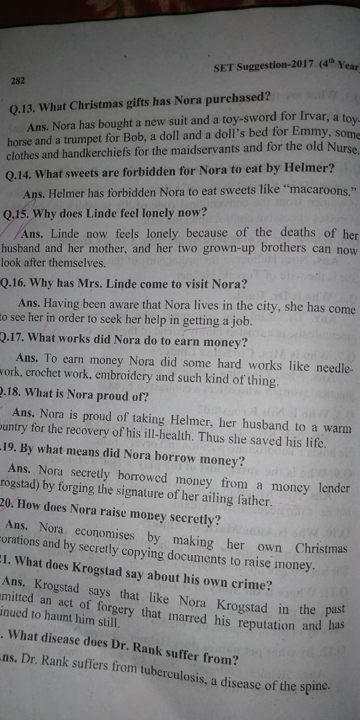 282
SET Suggestion-2017 (4th Year
Q.13. What Christmas gifts has Nora purchased?
Ans. Nora has bought a new suit and a toy-sword for Irvar, a toy-
horse and a trumpet for Bob, a doll and a doll's bed for Emmy, some
clothes and handkerchiefs for the maidservants and for the old Nurse.
Q.14. What sweets are forbidden for Nora to eat by Helmer?
Ans. Helmer has forbidden Nora to eat sweets like "macaroons."
Q.15. Why does Linde feel lonely now?
Ans. Linde now feels lonely because of the deaths of her
husband and her mother, and her two grown-up brothers can now
look after themselves.
Q.16. Why has Mrs. Linde come to visit Nora?
Ans. Having been aware that Nora lives in the city, she has come
to see her in order to seek her help in getting a job.
Q.17. What works did Nora do to earn money?
Ans. To earn money Nora did some hard works like needle-
work, crochet work, embroidery and such kind of thing.
Q.18. What is Nora proud of?
Ans. Nora is proud of taking Helmer, her husband to a warm
ountry for the recovery of his ill-health. Thus she saved his life.
.19. By what means did Nora borrow money?
Ans. Nora secretly borrowed money from a money lender
rogstad) by forging the signature of her ailing father.
20. How does Nora raise money secretly?
Ans. Nora economises by making her own Christmas
orations and by secretly copying documents to raise money.
21. What does Krogstad say about his own crime?
Ans. Krogstad says that like Nora Krogstad in the past
mmitted an act of forgery that marred his reputation and has
inued to haunt him still.
. What disease does Dr. Rank suffer from?
ns. Dr. Rank suffers from tuberculosis, a disease of the spine.